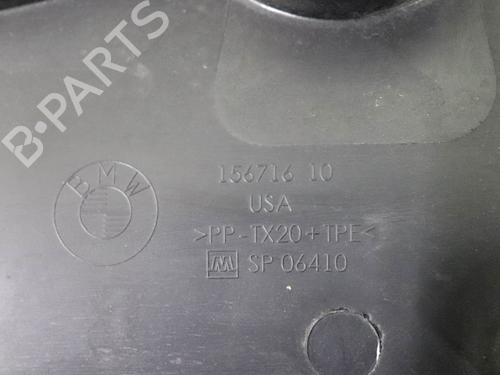 B-PARTS
BMW
156716 10
USA
>PP-TX20+TPE<
M SP 06410